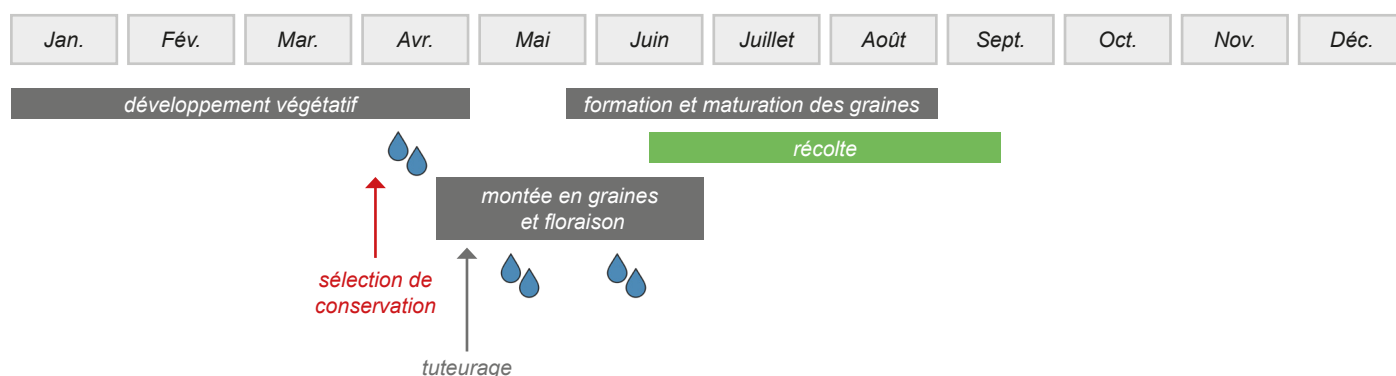 Jan.
Fév.
Mar.
Avr.
Mai
Juin
Juillet
Août
Sept.
Oct.
Nov.
Déc.
développement végétatif
formation et maturation des graines
récolte
montée en graines
et floraison
sélection de
conservation
tuteurage